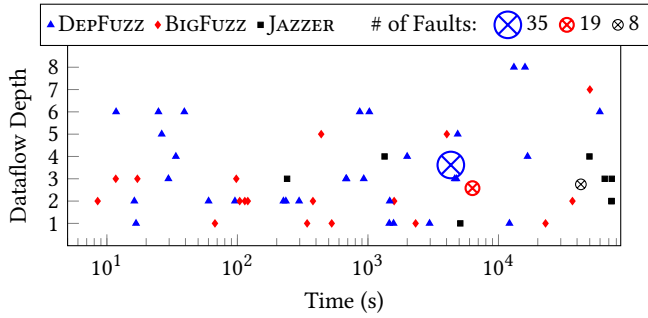 DEPFUZZ BIGFUZZ JAZZER # of Faults: 35 19 8
8
7
6
5
4
3
2
1
Dataflow Depth
10^1 10^2 10^3 10^4
Time (s)